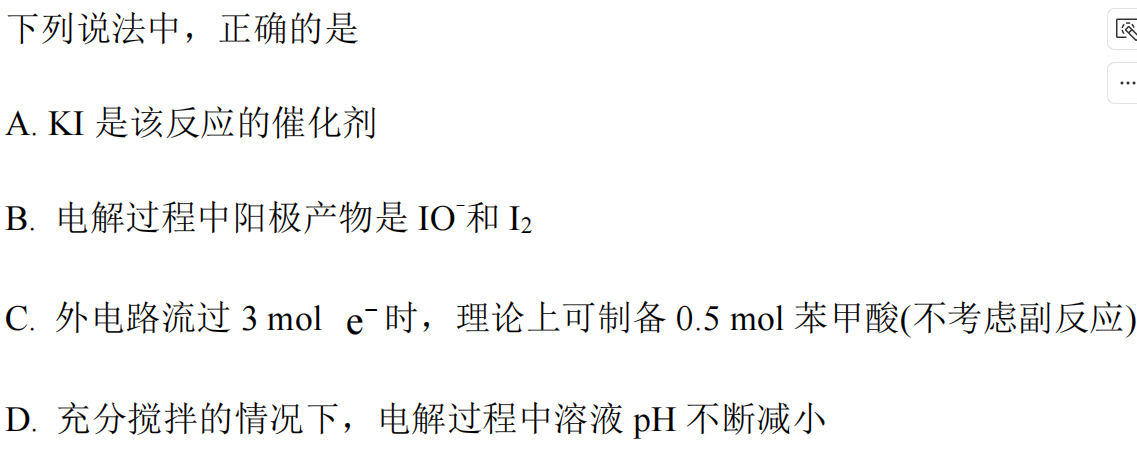 下列说法中，正确的是
A. KI 是该反应的催化剂
B. 电解过程中阳极产物是 IO⁻和 I₂
C. 外电路流过 3 mol e⁻时，理论上可制备 0.5 mol 苯甲酸(不考虑副反应)
D. 充分搅拌的情况下，电解过程中溶液 pH 不断减小